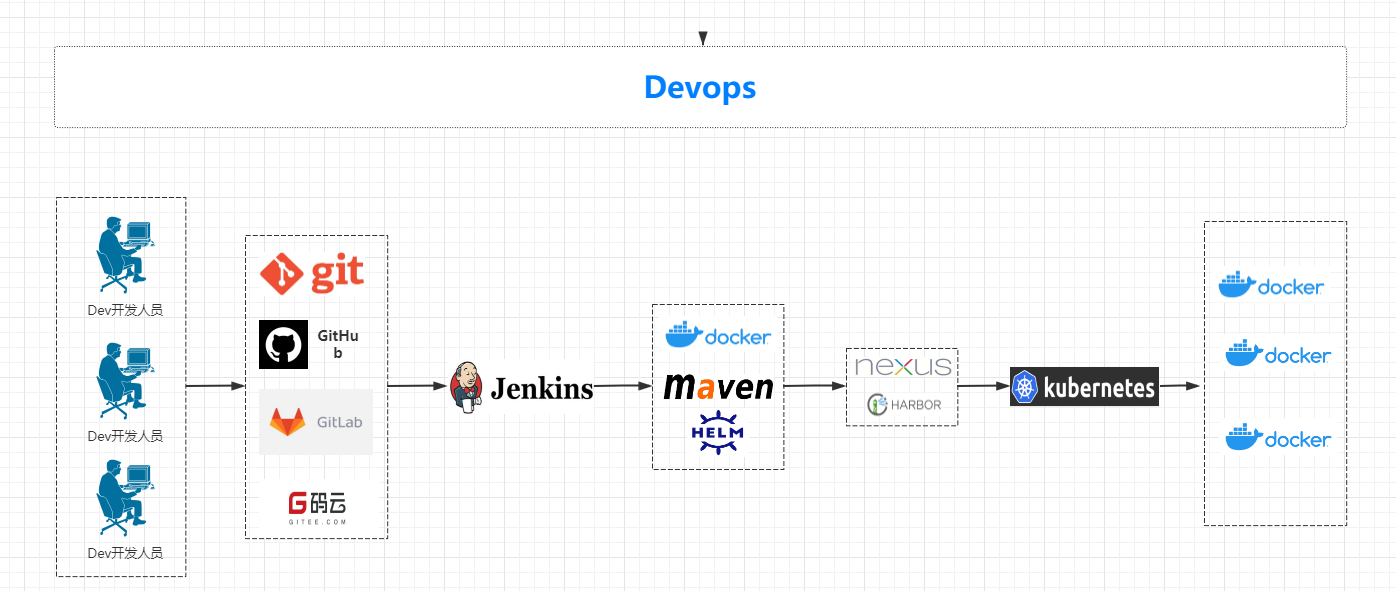 Devops
Dev开发人员
Dev开发人员
Dev开发人员
git
GitHu
b
GitLab
G码云
GITEE.COM
Jenkins
docker
maven
HELM
nexus
HARBOR
kubernetes
docker
docker
docker